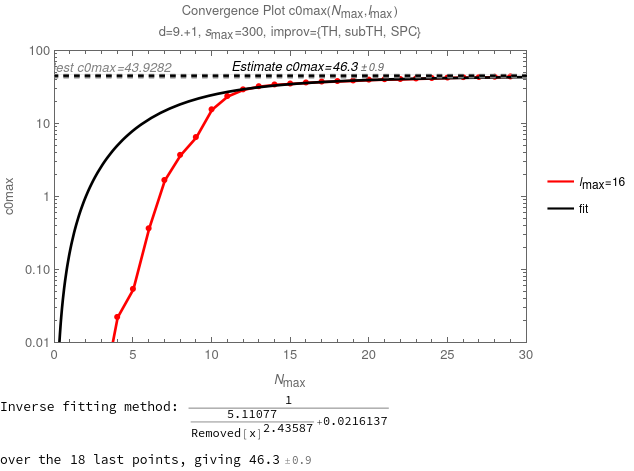 Convergence Plot c0max(Nmax,lmax)
d=9.+1, smax=300, improv={TH, subTH, SPC}
100
est c0max=43.9282
Estimate c0max=46.3 ±0.9
10
1
0.10
0.01
c0max
lmax=16
fit
0 5 10 15 20 25 30
Nmax
Inverse fitting method: 1
5.11077
Removed[x]2.43587 +0.0216137
over the 18 last points, giving 46.3 ±0.9